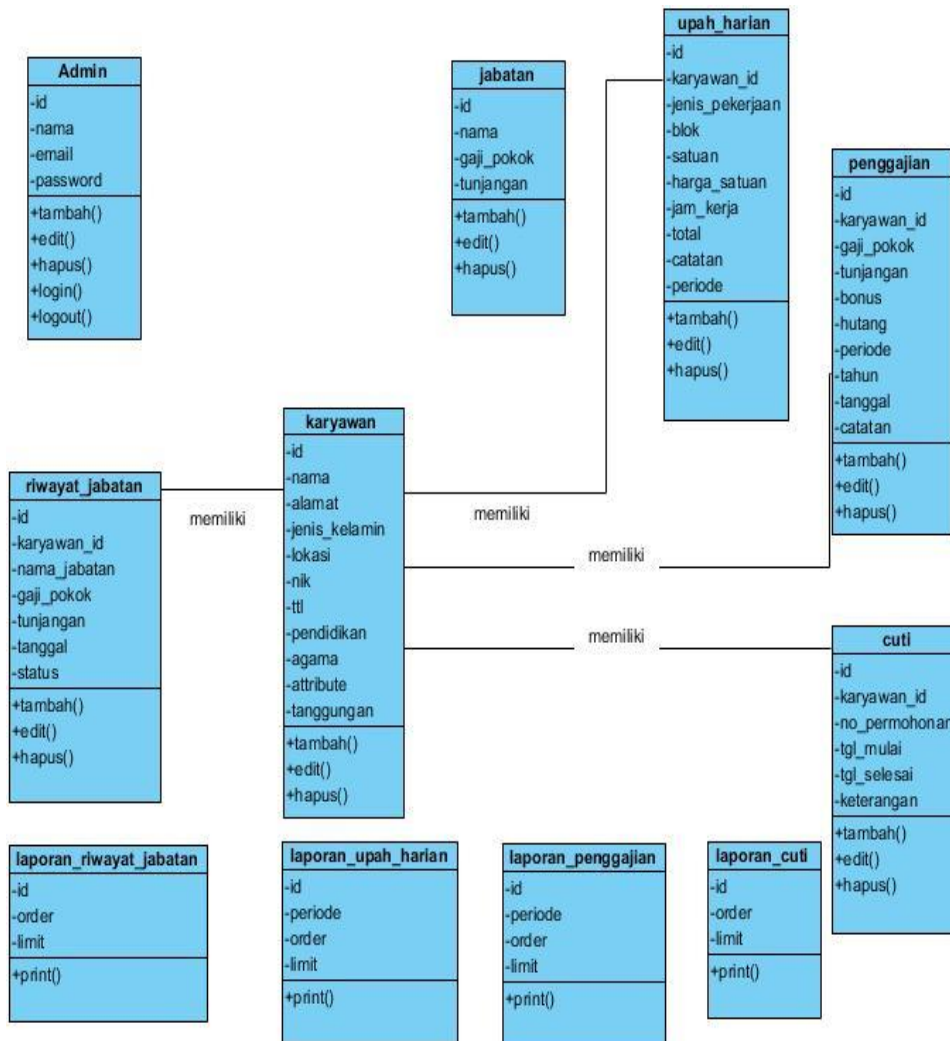 Admin
-id
-nama
-email
-password
+tambah()
+edit()
+hapus()
+login()
+logout()
jabatan
-id
-nama
-gaji_pokok
-tunjangan
+tambah()
+edit()
+hapus()
upah_harian
-id
-karyawan_id
-jenis_pekerjaan
-blok
-satuan
-harga_satuan
-jam_kerja
-total
-catatan
-periode
+tambah()
+edit()
+hapus()
penggajian
-id
-karyawan_id
-gaji_pokok
-tunjangan
-bonus
-hutang
-periode
-tahun
-tanggal
-catatan
+tambah()
+edit()
+hapus()
riwayat_jabatan
-id
-karyawan_id
-nama_jabatan
-gaji_pokok
-tunjangan
-tanggal
-status
+tambah()
+edit()
+hapus()
memiliki
karyawan
-id
-nama
-alamat
-jenis_kelamin
-lokasi
-nik
-ttl
-pendidikan
-agama
-attribute
-tanggungan
+tambah()
+edit()
+hapus()
memiliki
memiliki
memiliki
cuti
-id
-karyawan_id
-no_permohonan
-tgl_mulai
-tgl_selesai
-keterangan
+tambah()
+edit()
+hapus()
laporan_riwayat_jabatan
-id
-order
-limit
+print()
laporan_upah_harian
-id
-periode
-order
-limit
+print()
laporan_penggajian
-id
-periode
-order
-limit
+print()
laporan_cuti
-id
-order
-limit
+print()